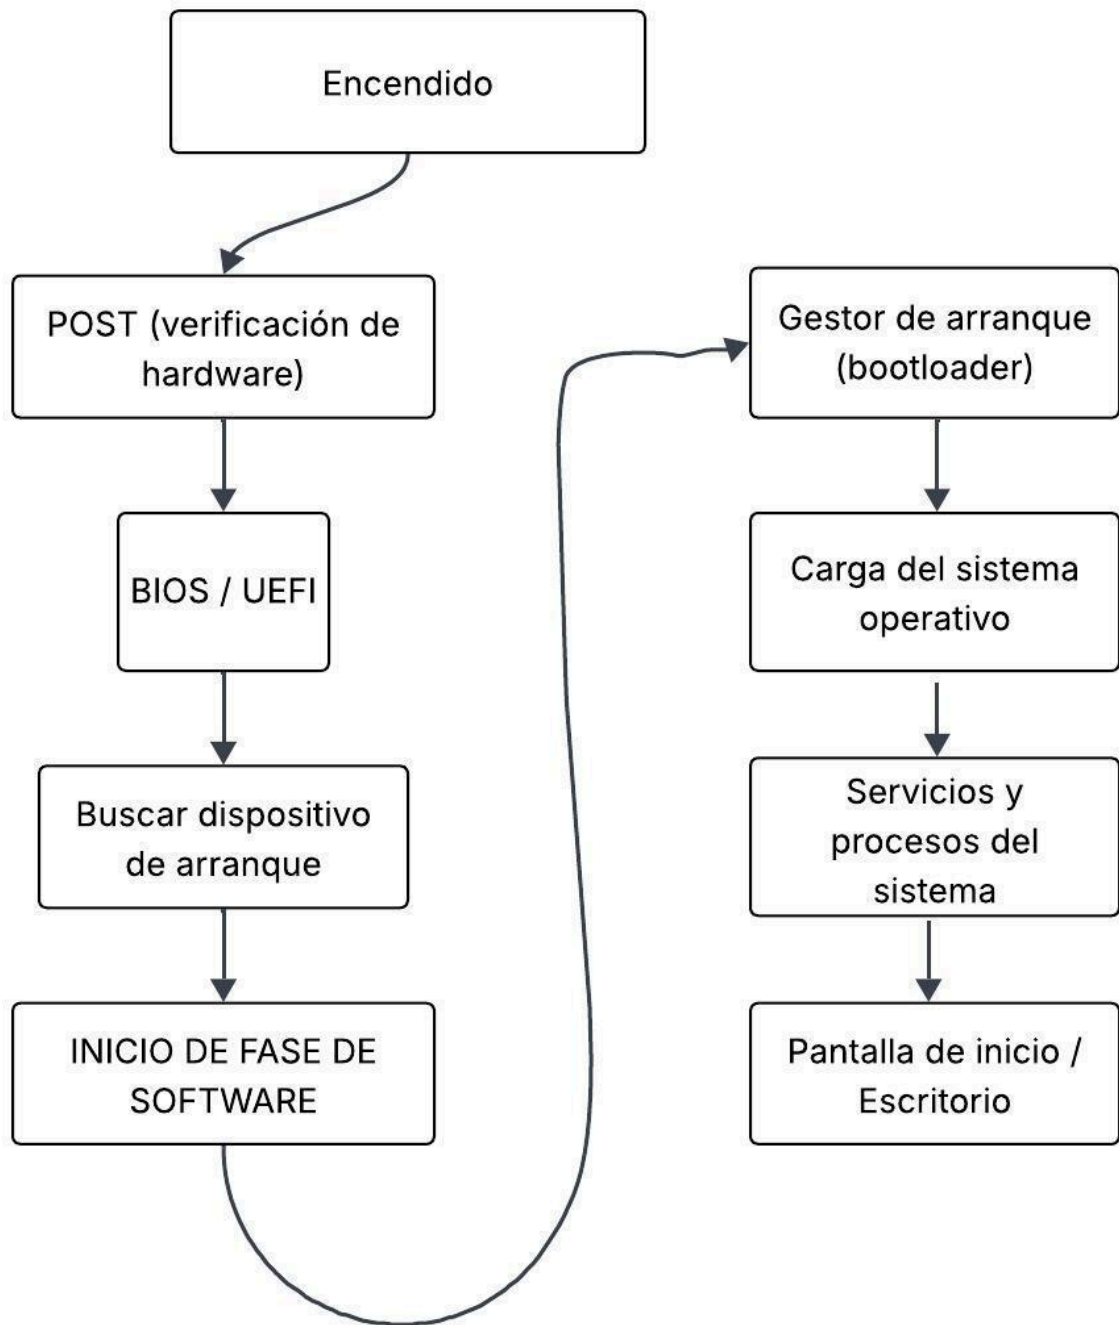 Encendido
POST (verificación de
hardware)
BIOS / UEFI
Buscar dispositivo
de arranque
INICIO DE FASE DE
SOFTWARE
Gestor de arranque
(bootloader)
Carga del sistema
operativo
Servicios y
procesos del
sistema
Pantalla de inicio /
Escritorio